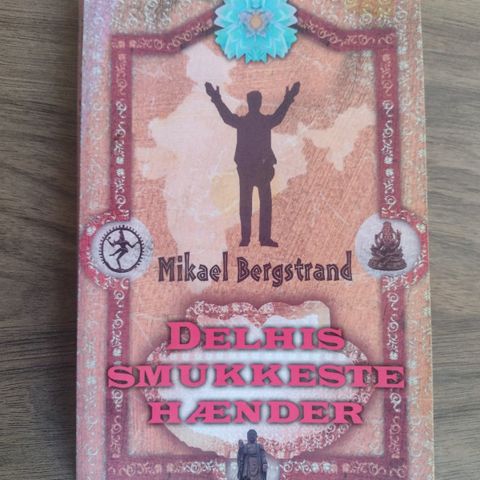 Mikael Bergstrand
DELHIS
SMUKKESTE
HÆNDER